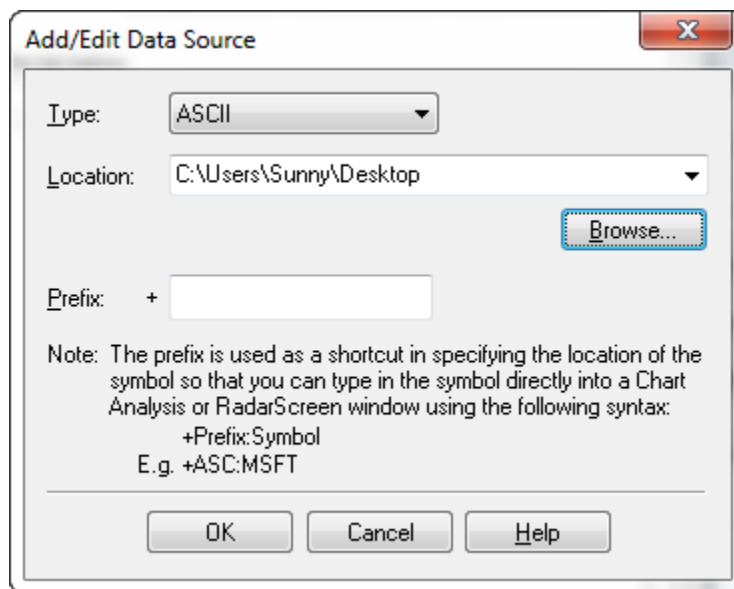 Add/Edit Data Source
Type: ASCII
Location: C:\Users\Sunny\Desktop
Browse...
Prefix: +
Note: The prefix is used as a shortcut in specifying the location of the
symbol so that you can type in the symbol directly into a Chart
Analysis or RadarScreen window using the following syntax:
+Prefix:Symbol
E.g. +ASC:MSFT
OK Cancel Help